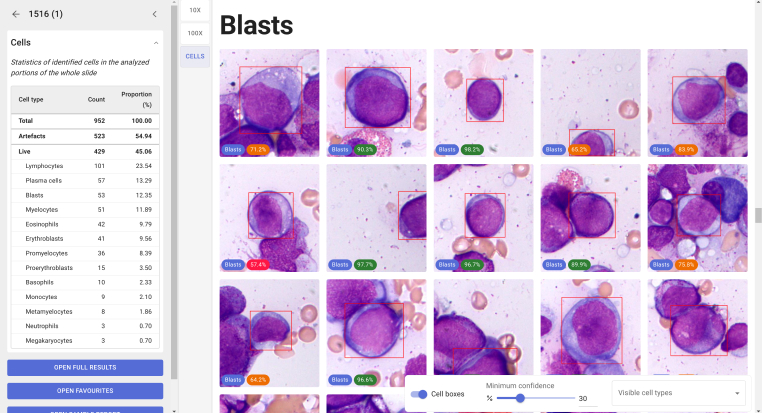 1516 (1)
Cells
Statistics of identified cells in the analyzed
portions of the whole slide
Cell type Count Proportion (%)
Total 952 100.00
Artefacts 523 54.94
Live 429 45.06
Lymphocytes 101 23.54
Plasma cells 57 13.29
Blasts 53 12.35
Myelocytes 51 11.89
Eosinophils 42 9.79
Erythroblasts 41 9.56
Promyelocytes 36 8.39
Proerythroblasts 15 3.50
Basophils 10 2.33
Monocytes 9 2.10
Metamyelocytes 8 1.86
Neutrophils 3 0.70
Megakaryocytes 3 0.70
OPEN FULL RESULTS
OPEN FAVOURITES
10X
100X
CELLS
Blasts
Blasts 71.2%
Blasts 90.3%
Blasts 98.2%
Blasts 65.2%
Blasts 83.9%
Blasts 57.4%
Blasts 97.7%
Blasts 96.7%
Blasts 89.9%
Blasts 75.8%
Blasts 64.2%
Blasts 96.6%
Cell boxes
Minimum confidence
% 30
Visible cell types